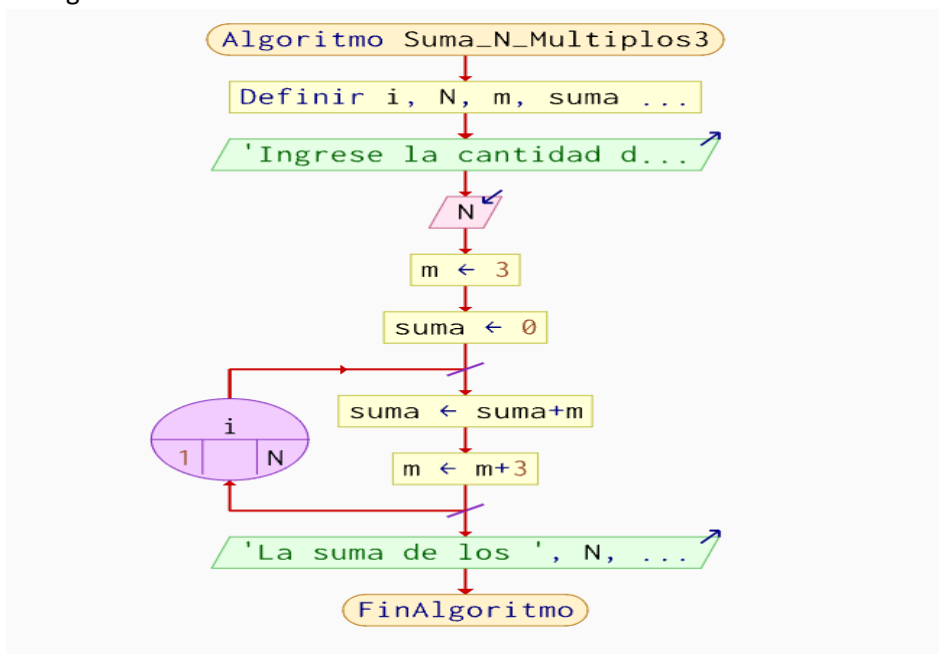 Algoritmo Suma_N_Multiplos3
Definir i, N, m, suma ...
'Ingrese la cantidad d...
N
m ← 3
suma ← 0
suma ← suma+m
i
1 N
m ← m+3
'La suma de los ', N, ...
FinAlgoritmo